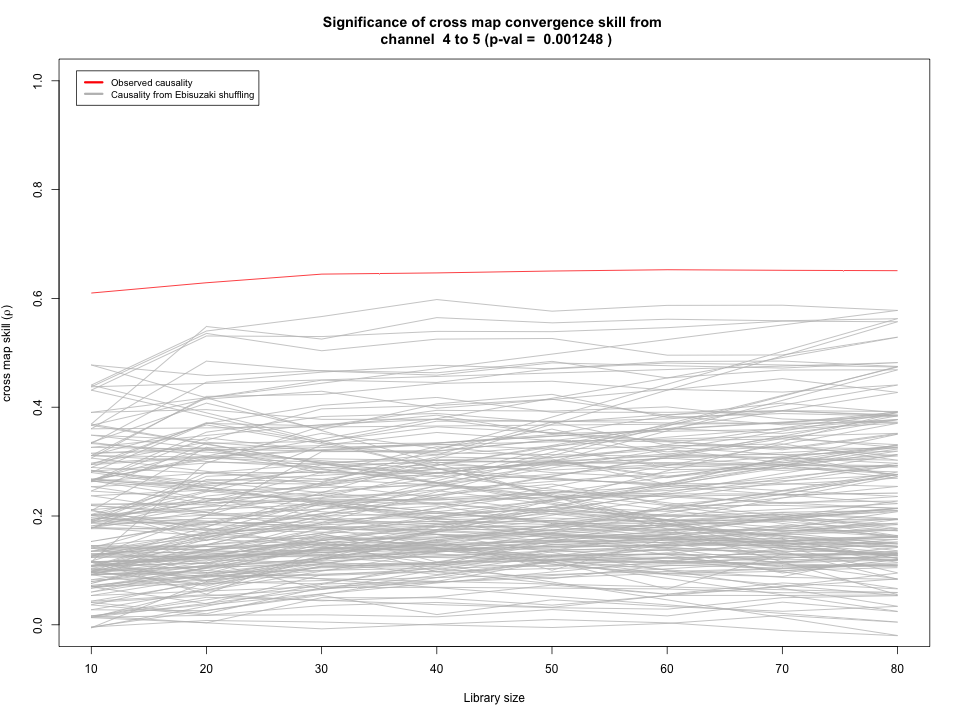 Significance of cross map convergence skill from
channel  4 to 5 (p-val =  0.001248 )
Observed causality
Causality from Ebisuzaki shuffling
cross map skill (ρ)
1.0
0.8
0.6
0.4
0.2
0.0
10 20 30 40 50 60 70 80
Library size